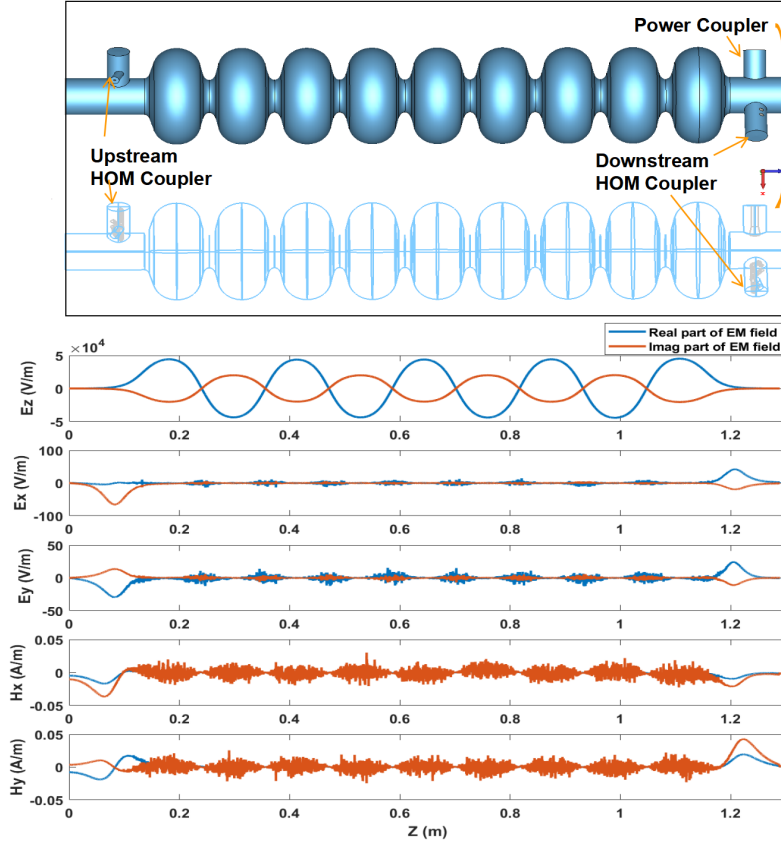 Power Coupler
Upstream
HOM Coupler
Downstream
HOM Coupler
x
Real part of EM field
Imag part of EM field
×10⁴
Ez (V/m)
5
0
-5
0 0.2 0.4 0.6 0.8 1 1.2
Ex (V/m)
100
0
-100
0 0.2 0.4 0.6 0.8 1 1.2
Ey (V/m)
50
0
-50
0 0.2 0.4 0.6 0.8 1 1.2
Hx (A/m)
0.05
0
-0.05
0 0.2 0.4 0.6 0.8 1 1.2
Hy (A/m)
0.05
0
-0.05
0 0.2 0.4 0.6 0.8 1 1.2
Z (m)